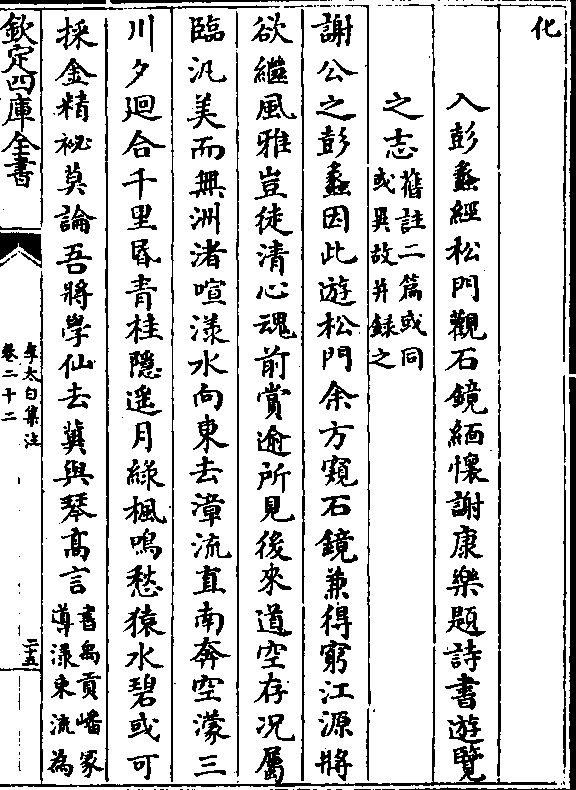 化
入彭蠡經松門觀石鏡緬懷謝康樂題詩書遊覽
之志舊註二篇或同
或異故并錄之
謝公之彭蠡因此遊松門余方窺石鏡兼得窮江源將
欲繼風雅豈徒清心魂前賞逾所見後來道空存況屬
臨汎美而無洲渚喧漾水向東去漳流直南奔空濛三
川夕迴合千里昏青桂隱遥月綠楓鳴愁猿水碧或可
採金精祕莫論吾將學仙去冀與琴高言書禹貢嶓冡
導漾東流為
欽定四庫全書
李太白集注
卷二十二
二十五